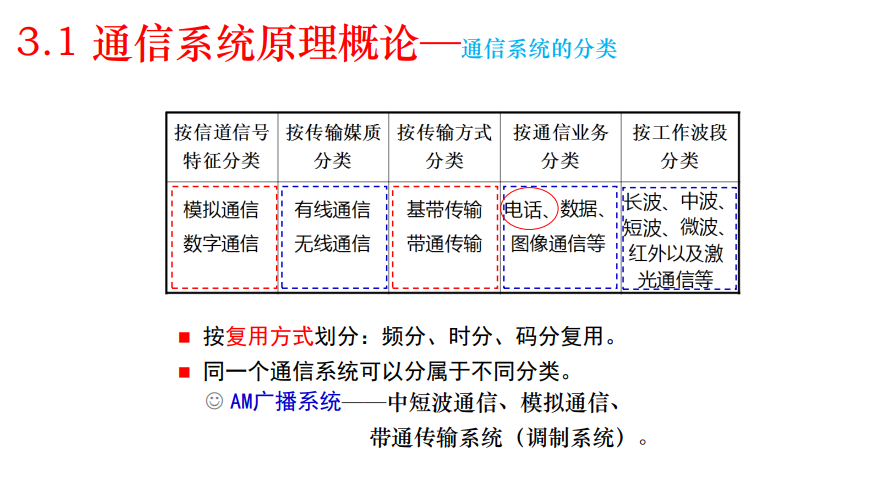 3.1 通信系统原理概论—通信系统的分类
按信道信号 按传输媒质 按传输方式 按通信业务 按工作波段
特征分类 分类 分类 分类 分类
模拟通信 有线通信 基带传输 电话、数据、 长波、中波、
数字通信 无线通信 带通传输 图像通信等 短波、微波、
红外以及激
光通信等
■ 按复用方式划分：频分、时分、码分复用。
■ 同一个通信系统可以分属于不同分类。
☺ AM广播系统——中短波通信、模拟通信、
带通传输系统（调制系统）。